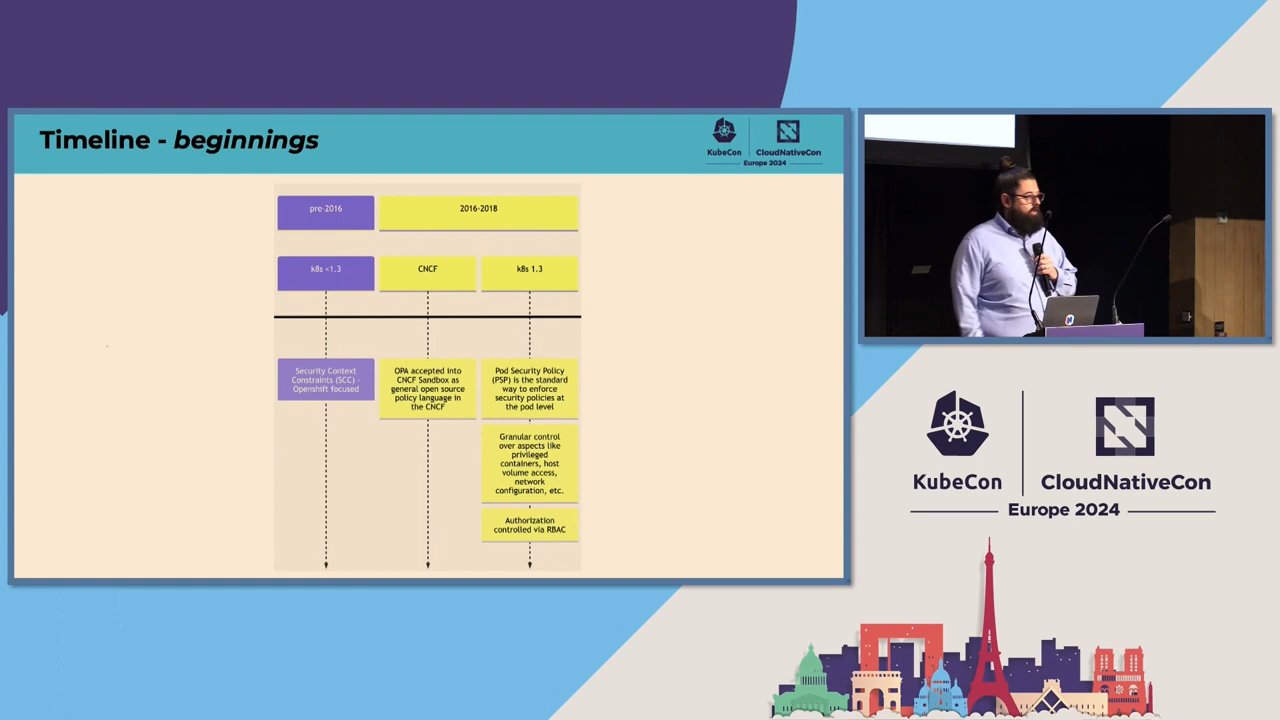 Timeline - beginnings
KubeCon
CloudNativeCon
Europe 2024
pre-2016
2016-2018
k8s <1.3
CNCF
k8s 1.3
Security Context
Constraints (SCC) -
Openshift focused
OPA accepted into
CNCF Sandbox as
general open source
policy language in
the CNCF
Pod Security Policy
(PSP) is the standard
way to enforce
security policies at
the pod level
Granular control
over aspects like
privileged
containers, host
volume access,
network
configuration, etc.
Authorization
controlled via RBAC
KubeCon
CloudNativeCon
Europe 2024